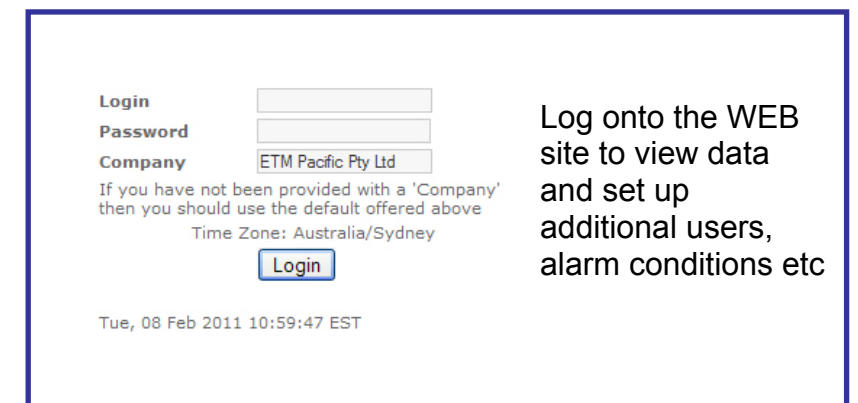 Login
Password
Company ETM Pacific Pty Ltd
If you have not been provided with a 'Company'
then you should use the default offered above
Time Zone: Australia/Sydney
Login
Tue, 08 Feb 2011 10:59:47 EST
Log onto the WEB
site to view data
and set up
additional users,
alarm conditions etc